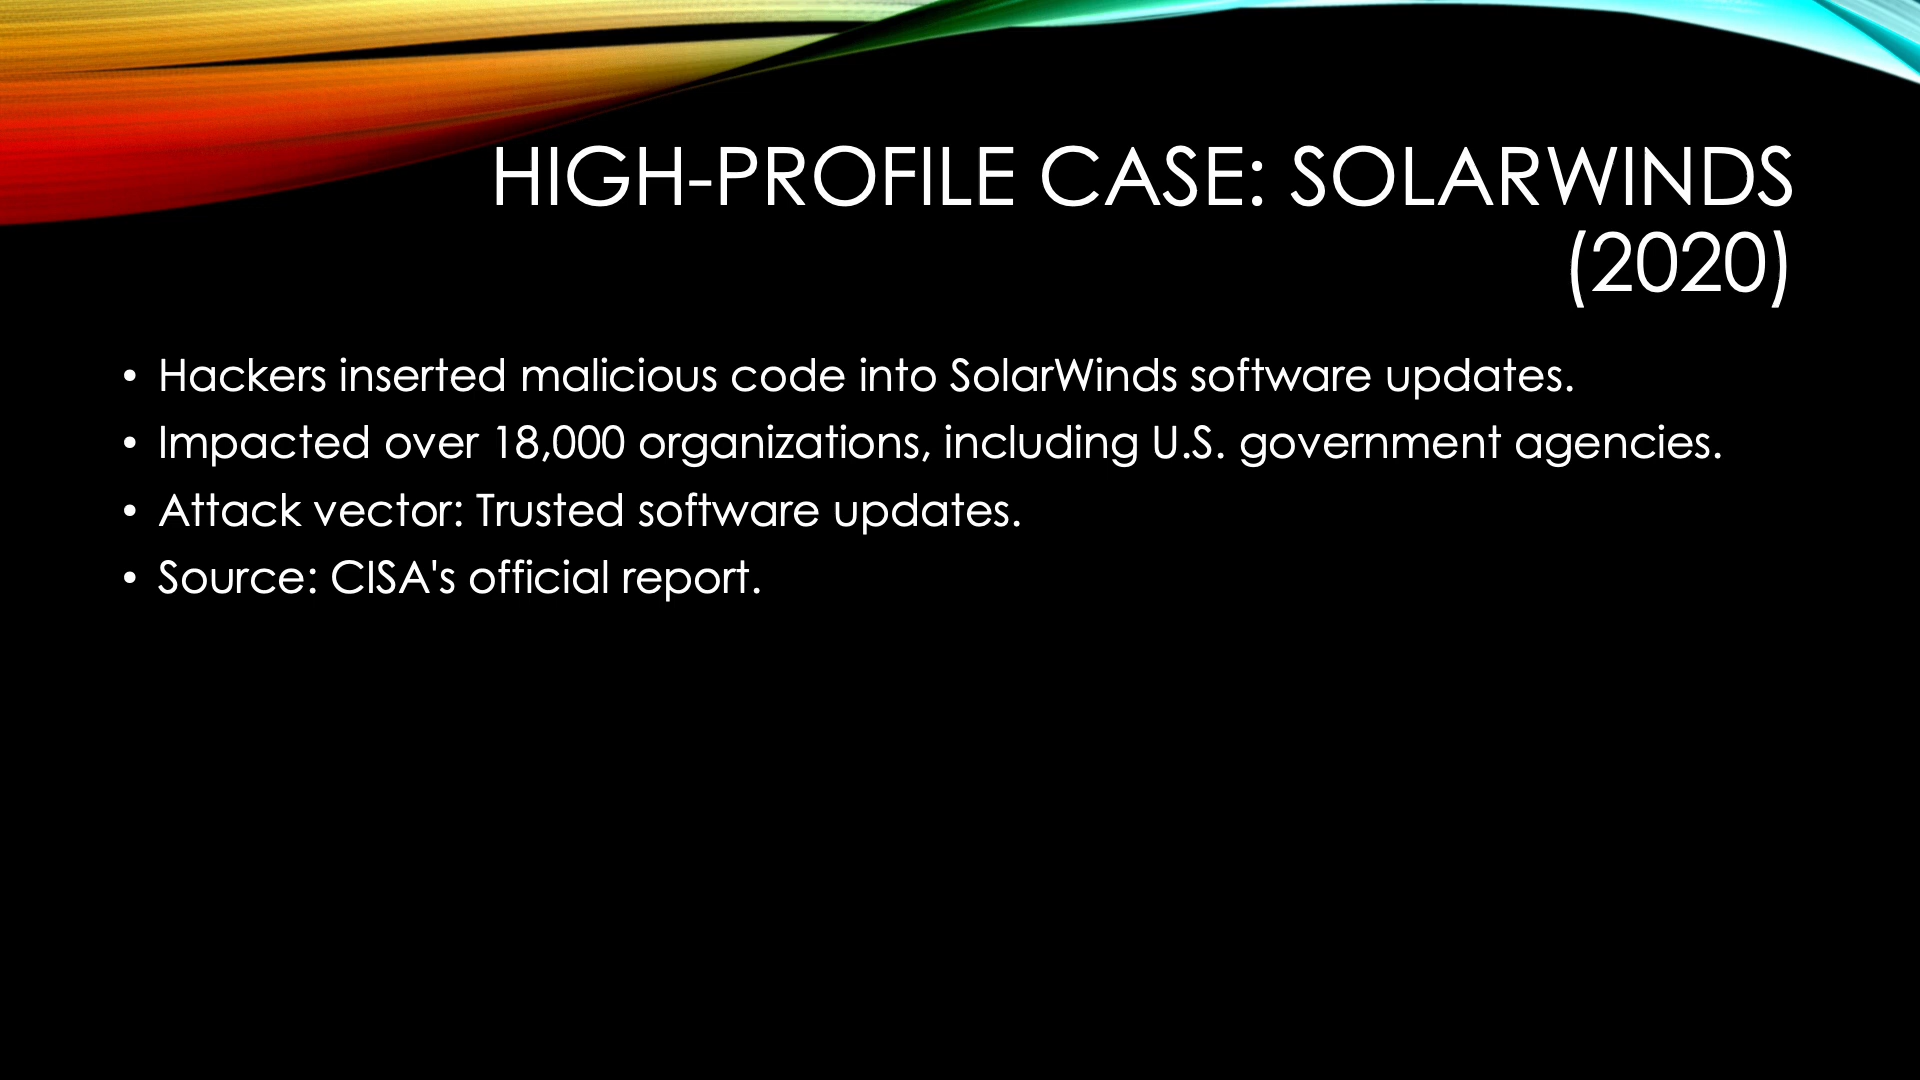 HIGH-PROFILE CASE: SOLARWINDS
(2020)
• Hackers inserted malicious code into SolarWinds software updates.
• Impacted over 18,000 organizations, including U.S. government agencies.
• Attack vector: Trusted software updates.
• Source: CISA's official report.